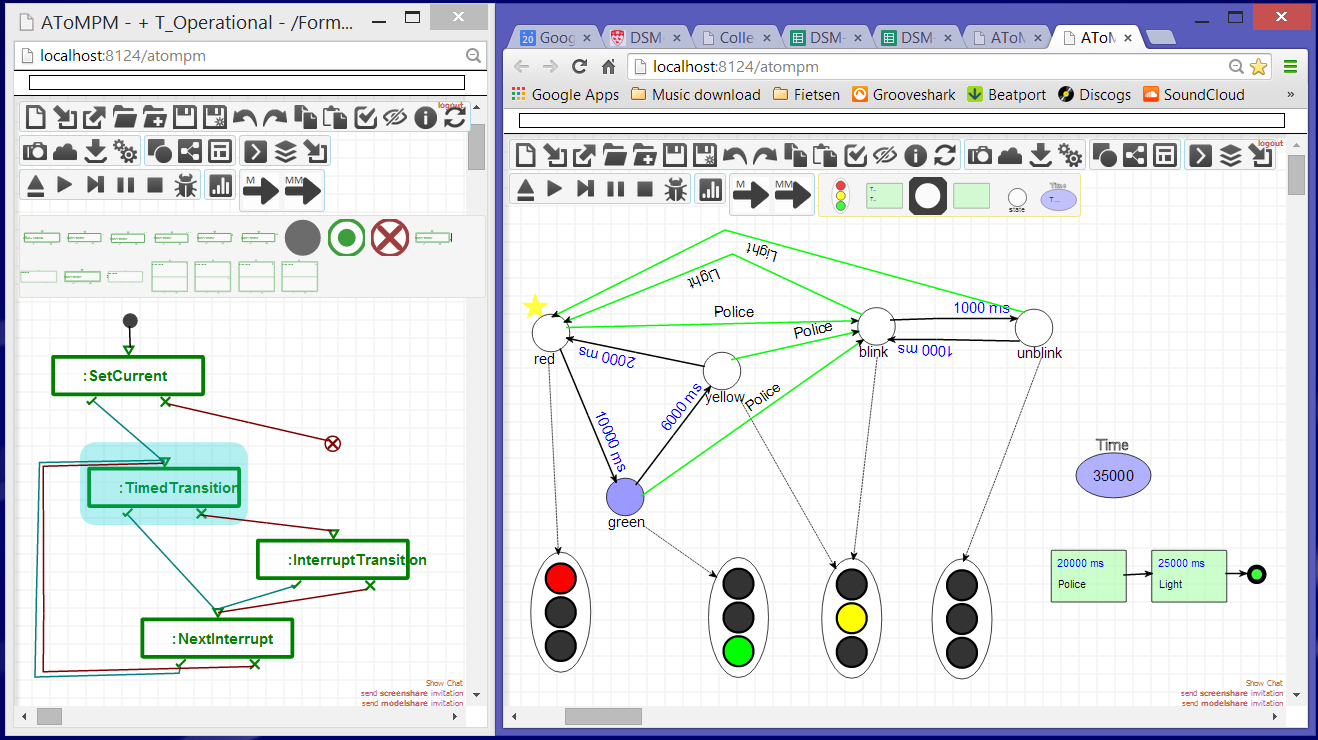 AToMPM - + T_Operational - /Form...
localhost:8124/atompm
logout
:SetCurrent
:TimedTransition
:InterruptTransition
:NextInterrupt
Show Chat
send screenshare invitation
send modelshare invitation
M
MM
20 Goog
DSM-
Colle
DSM-
DSM-
AToM
AToM
localhost:8124/atompm
Google Apps
Music download
Fietsen
Grooveshark
Beatport
Discogs
SoundCloud
»
logout
M
MM
T...
T...
state
Time
T...
Light
Light
Police
1000 ms
Police
red
2000 ms
blink
1000 ms
unblink
yellow
Police
6000 ms
10000 ms
green
Time
35000
20000 ms
Police
25000 ms
Light
Show Chat
send screenshare invitation
send modelshare invitation